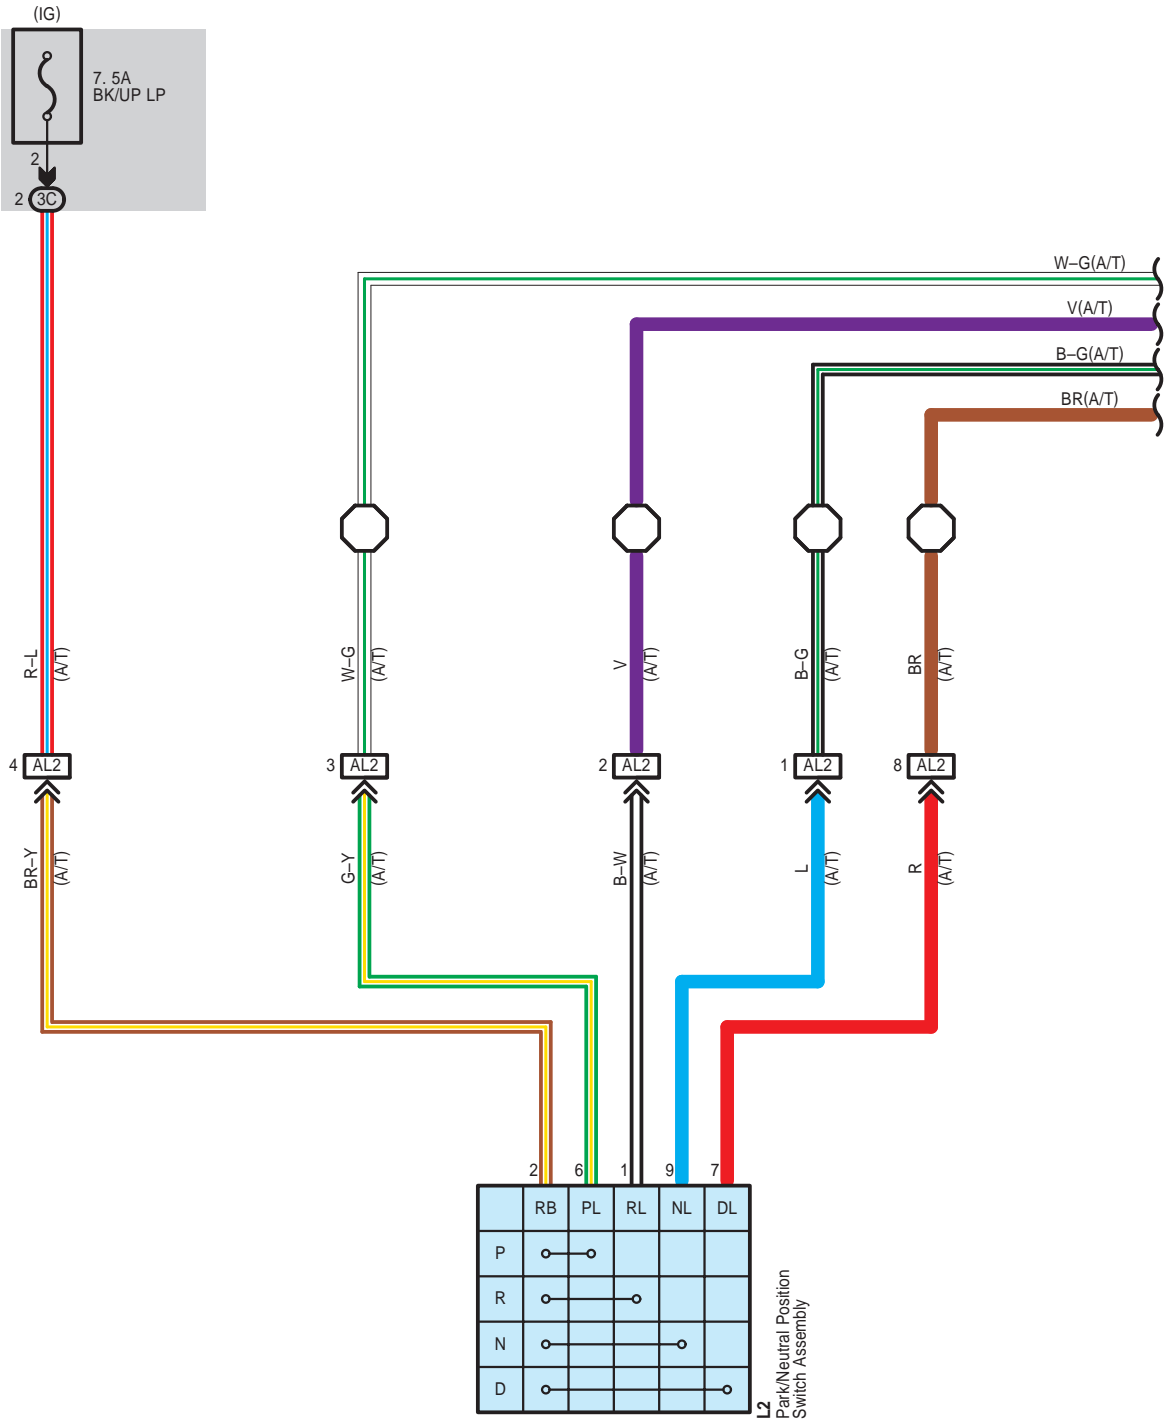 (IG)
7. 5A
BK/UP LP
2
2 3C
W–G(A/T)
V(A/T)
B–G(A/T)
BR(A/T)
R–L (A/T)
W–G (A/T)
V (A/T)
B–G (A/T)
BR (A/T)
4 AL2
3 AL2
2 AL2
1 AL2
8 AL2
BR–Y (A/T)
G–Y (A/T)
B–W (A/T)
L (A/T)
R (A/T)
2 6 1 9 7
RB PL RL NL DL
P
R
N
D
L2
Park/Neutral Position
Switch Assembly